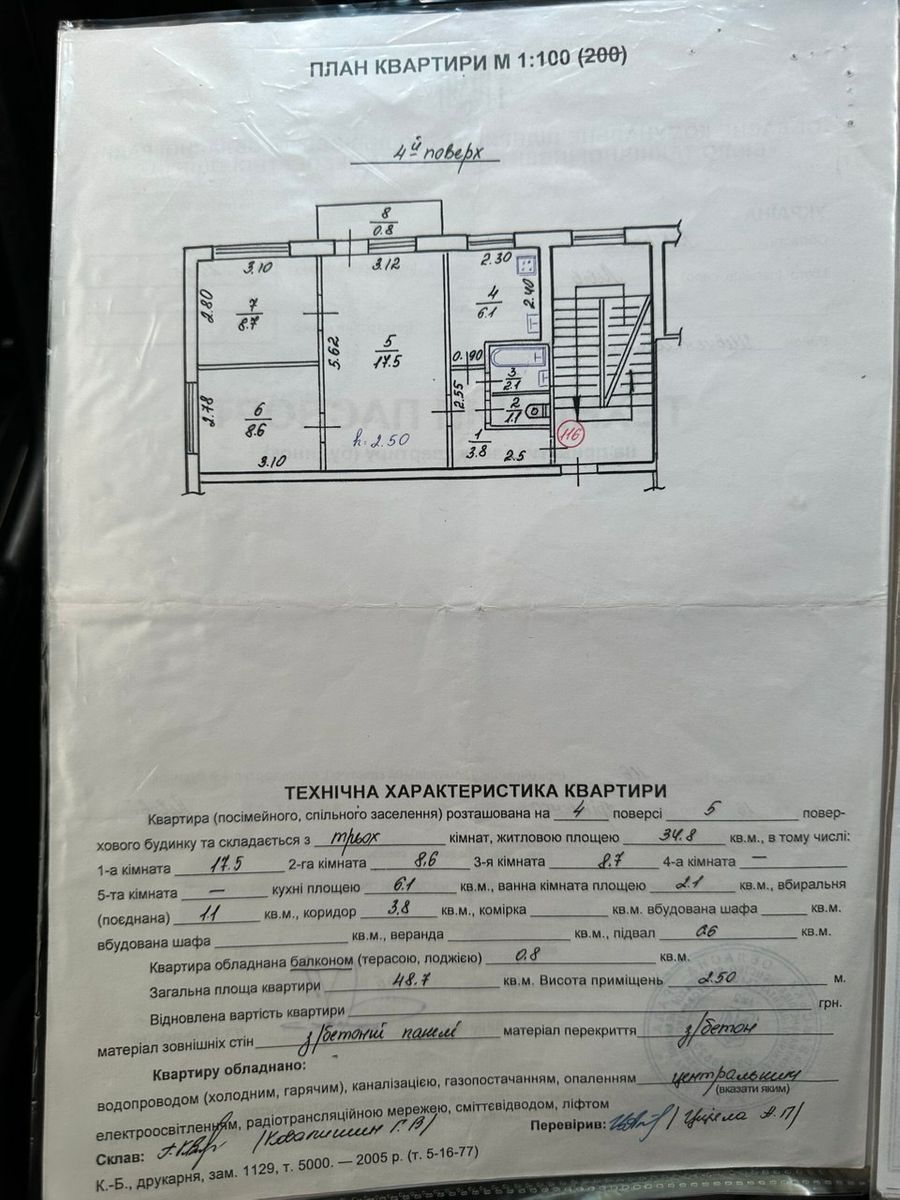 ПЛАН КВАРТИРИ М 1:100 (200)
4й поверх
8
0.8
3.10
3.12
2.30
2.80
7
8.7
5.62
5
17.5
4
6.1
2.40
0.90
3
2.1
2.55
2
1.1
2.78
6
8.6
3.10
h=2.50
1
3.8
2.5
116
ТЕХНІЧНА ХАРАКТЕРИСТИКА КВАРТИРИ
Квартира (посімейного, спільного заселення) розташована на 4 поверсі 5 повер-
хового будинку та складається з трьох кімнат, житловою площею 34.8 кв.м., в тому числі:
1-а кімната 17.5 2-га кімната 8,6 3-я кімната 8.7 4-а кімната —
5-та кімната — кухні площею 6.1 кв.м., ванна кімната площею 2.1 кв.м., вбиральня
(поєднана) 1.1 кв.м., коридор 3,8 кв.м., комірка кв.м. вбудована шафа кв.м.
вбудована шафа кв.м., веранда кв.м., підвал 0.6 кв.м.
Квартира обладнана балконом (терасою, лоджією) 0.8 кв.м.
Загальна площа квартири 48.7 кв.м. Висота приміщень 2.50 м.
Відновлена вартість квартири грн.
матеріал зовнішніх стін з/бетонні панелі матеріал перекриття з/бетон
Квартиру обладнано:
водопроводом (холодним, гарячим), каналізацією, газопостачанням, опаленням центральним
(вказати яким)
електроосвітленням, радіотрансляційною мережею, сміттєвідводом, ліфтом
Склав: /Ковалишин Г.В/ Перевірив:
К.-Б., друкарня, зам. 1129, т. 5000. — 2005 р. (т. 5-16-77)